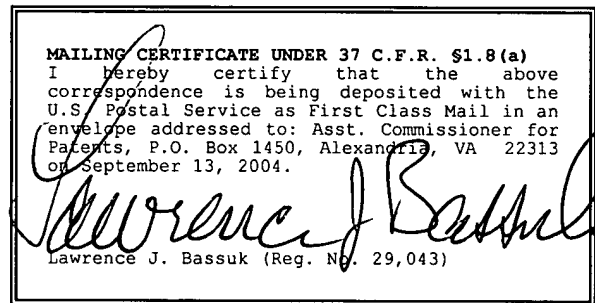 MAILING CERTIFICATE UNDER 37 C.F.R. §1.8(a)
I hereby certify that the above
correspondence is being deposited with the
U.S. Postal Service as First Class Mail in an
envelope addressed to: Asst. Commissioner for
Patents, P.O. Box 1450, Alexandria, VA 22313
on September 13, 2004.
Lawrence J Bassuk
Lawrence J. Bassuk (Reg. No. 29,043)